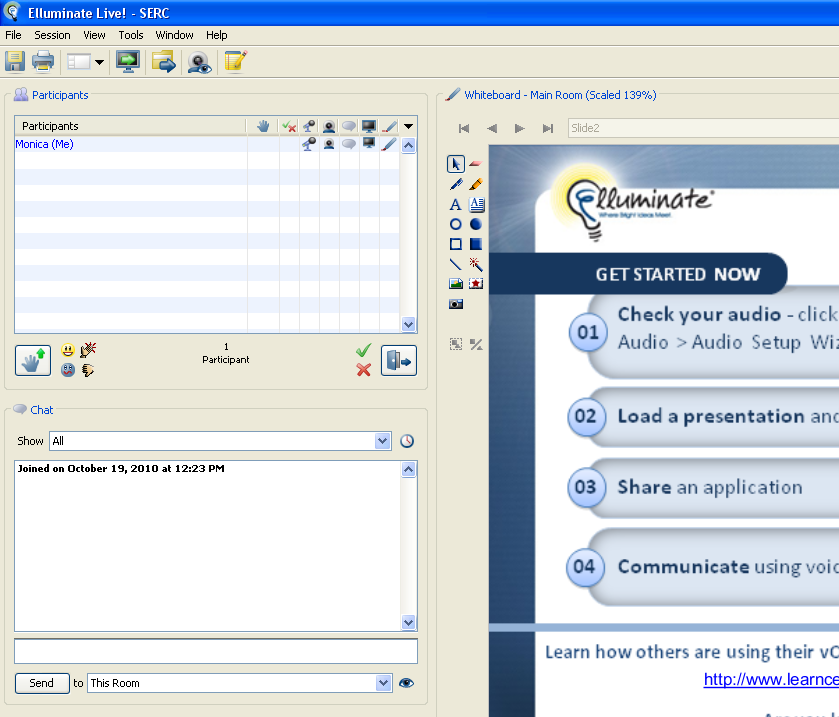 Elluminate Live! - SERC
File Session View Tools Window Help
Participants
Participants
Monica (Me)
1
Participant
Chat
Show All
Joined on October 19, 2010 at 12:23 PM
Send to This Room
Whiteboard - Main Room (Scaled 139%)
Slide2
A
elluminate®
Where Bright Ideas Meet.
GET STARTED NOW
01 Check your audio - click
Audio > Audio Setup Wiz
02 Load a presentation and
03 Share an application
04 Communicate using voic
Learn how others are using their vO
http://www.learnce